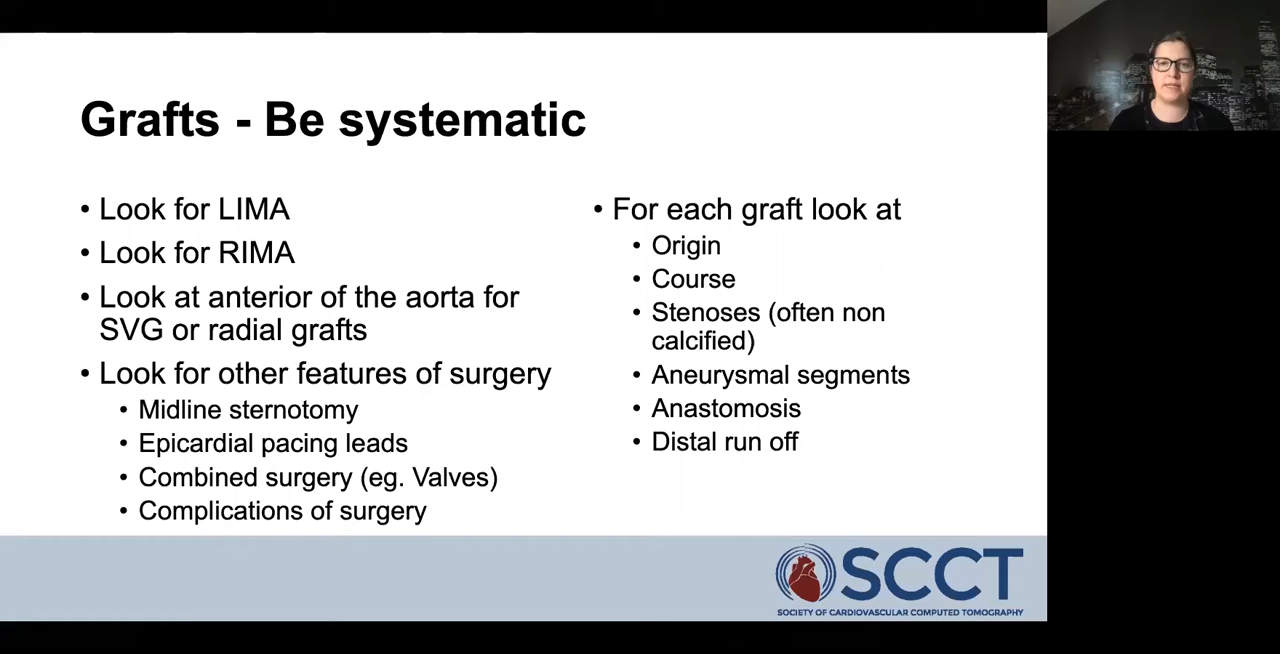 Grafts - Be systematic
• Look for LIMA
• Look for RIMA
• Look at anterior of the aorta for
SVG or radial grafts
• Look for other features of surgery
• Midline sternotomy
• Epicardial pacing leads
• Combined surgery (eg. Valves)
• Complications of surgery
• For each graft look at
• Origin
• Course
• Stenoses (often non
calcified)
• Aneurysmal segments
• Anastomosis
• Distal run off
SCCT
SOCIETY OF CARDIOVASCULAR COMPUTED TOMOGRAPHY